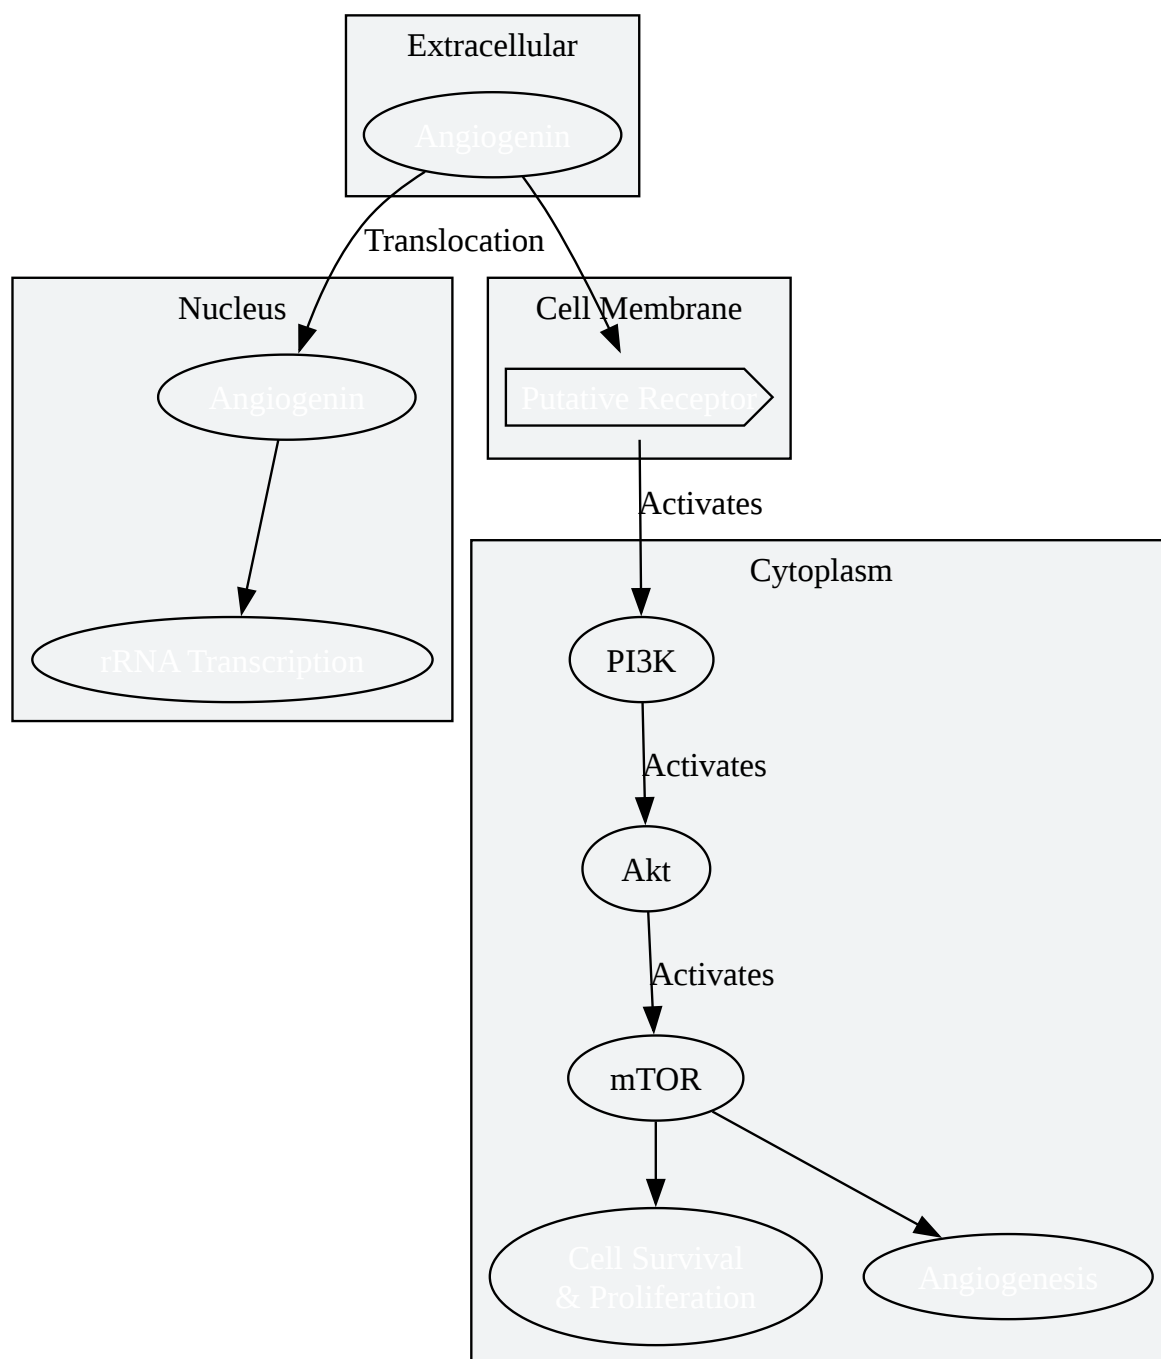 Extracellular
Angiogenin
Translocation
Nucleus
Cell Membrane
Angiogenin
Putative Receptor
Activates
Cytoplasm
rRNA Transcription
PI3K
Activates
Akt
Activates
mTOR
Cell Survival
& Proliferation
Angiogenesis